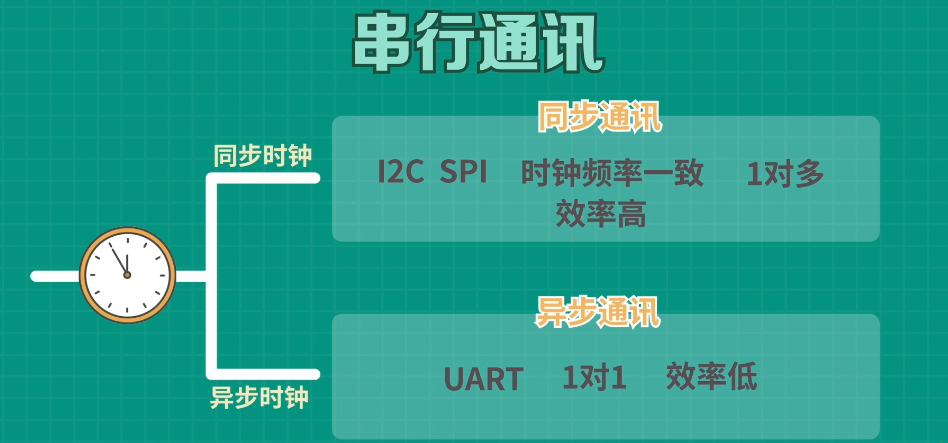 串行通讯
同步时钟
同步通讯
I2C SPI 时钟频率一致 1对多
效率高
异步时钟
异步通讯
UART 1对1 效率低